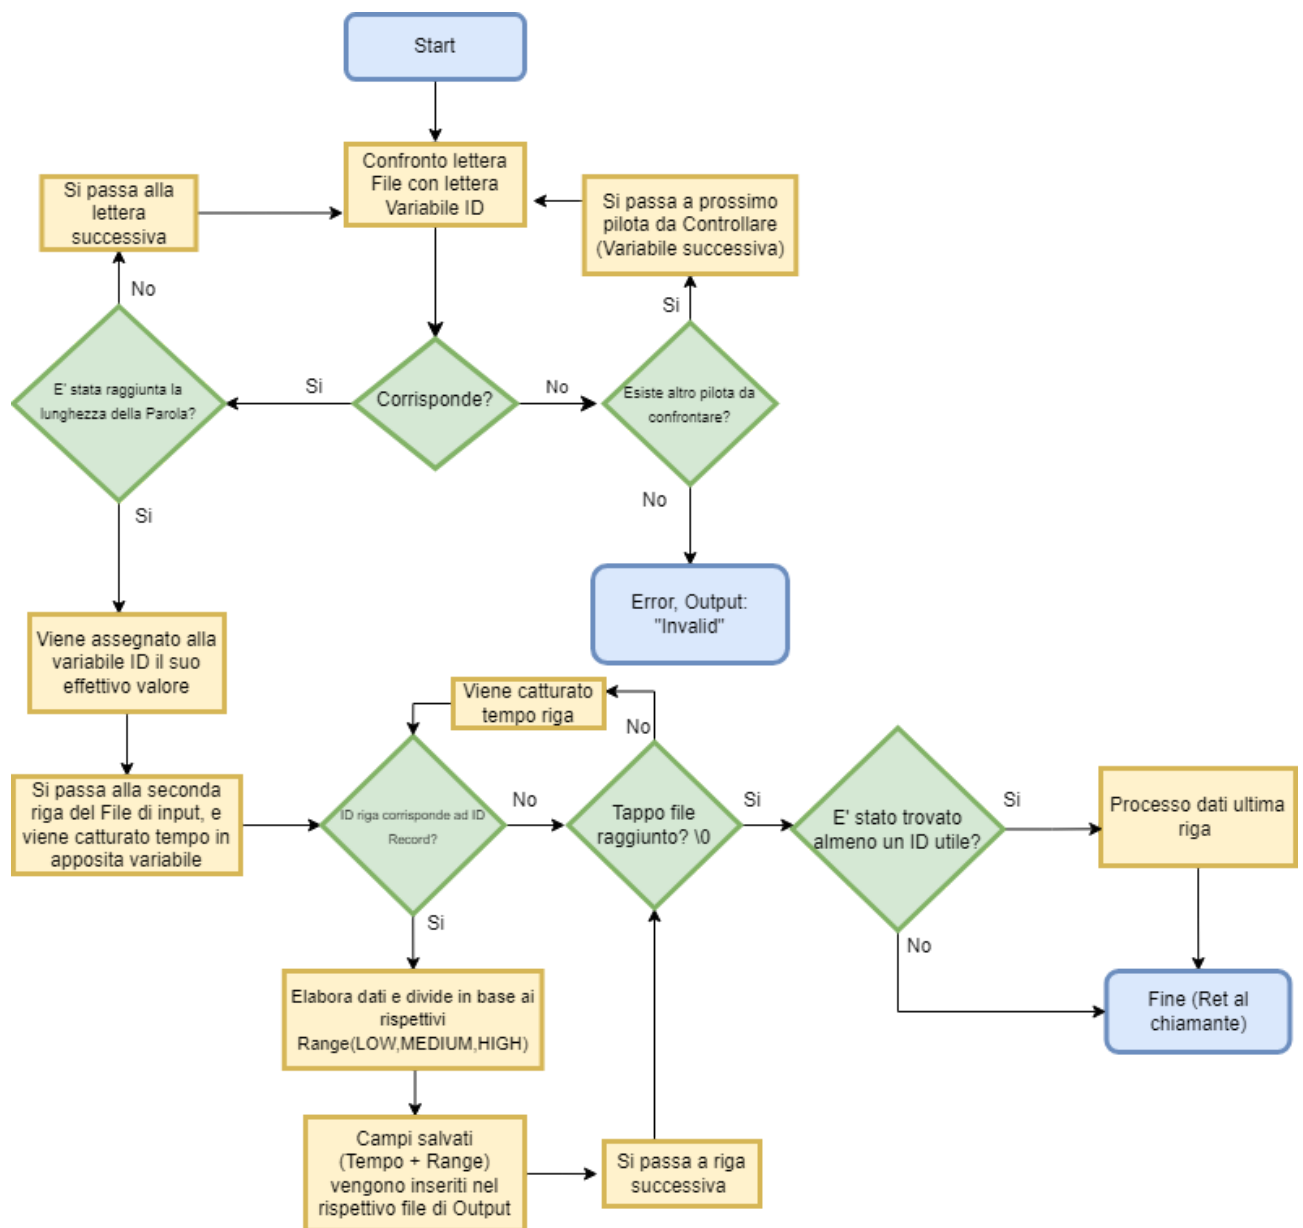 Start
Confronto lettera
File con lettera
Variabile ID
Si passa alla
lettera
successiva
Si passa a prossimo
pilota da Controllare
(Variabile successiva)
No
Si
E' stata raggiunta la
lunghezza della Parola?
Si
Corrisponde?
No
Esiste altro pilota da
confrontare?
Si
No
Error, Output:
"Invalid"
Viene assegnato alla
variabile ID il suo
effettivo valore
Si passa alla seconda
riga del File di input, e
viene catturato tempo in
apposita variabile
Viene catturato
tempo riga
No
ID riga corrisponde ad ID
Record?
No
Tappo file
raggiunto? \0
Si
E' stato trovato
almeno un ID utile?
Si
Processo dati ultima
riga
Si
No
Elabora dati e divide in base ai
rispettivi
Range(LOW,MEDIUM,HIGH)
Fine (Ret al
chiamante)
Campi salvati
(Tempo + Range)
vengono inseriti nel
rispettivo file di Output
Si passa a riga
successiva